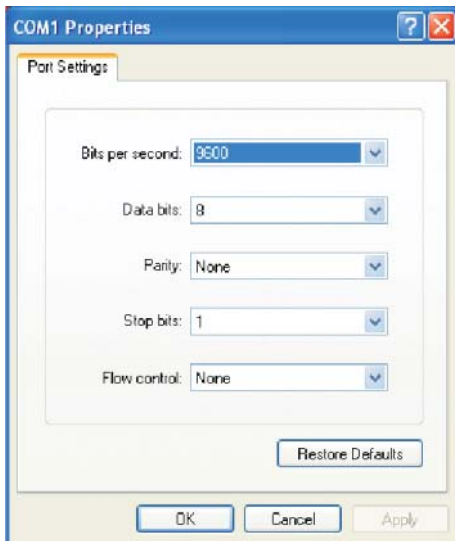 COM1 Properties
Port Settings
Bits per second: 9600
Data bits: 8
Parity: None
Stop bits: 1
Flow control: None
Restore Defaults
OK Cancel Apply